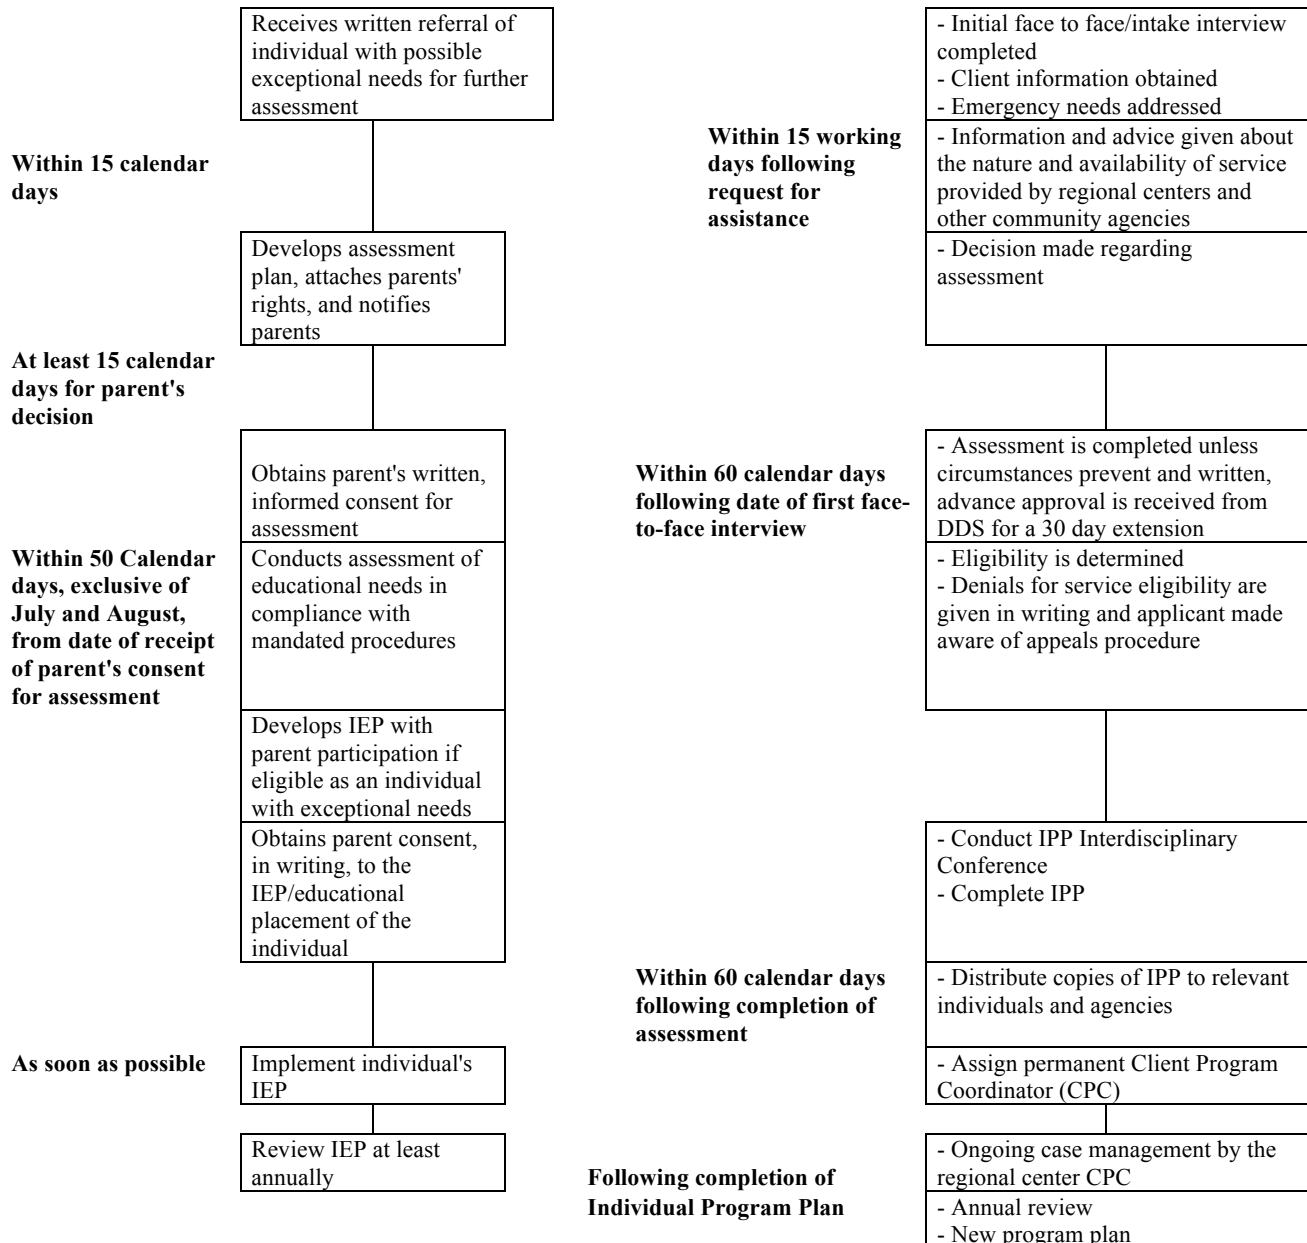 Receives written referral of
individual with possible
exceptional needs for further
assessment
Within 15 calendar
days
Develops assessment
plan, attaches parents'
rights, and notifies
parents
At least 15 calendar
days for parent's
decision
Obtains parent's written,
informed consent for
assessment
Within 50 Calendar
days, exclusive of
July and August,
from date of receipt
of parent's consent
for assessment
Conducts assessment of
educational needs in
compliance with
mandated procedures
Develops IEP with
parent participation if
eligible as an individual
with exceptional needs
Obtains parent consent,
in writing, to the
IEP/educational
placement of the
individual
As soon as possible
Implement individual's
IEP
Review IEP at least
annually
- Initial face to face/intake interview
completed
- Client information obtained
- Emergency needs addressed
Within 15 working
days following
request for
assistance
- Information and advice given about
the nature and availability of service
provided by regional centers and
other community agencies
- Decision made regarding
assessment
Within 60 calendar days
following date of first face-
to-face interview
- Assessment is completed unless
circumstances prevent and written,
advance approval is received from
DDS for a 30 day extension
- Eligibility is determined
- Denials for service eligibility are
given in writing and applicant made
aware of appeals procedure
- Conduct IPP Interdisciplinary
Conference
- Complete IPP
Within 60 calendar days
following completion of
assessment
- Distribute copies of IPP to relevant
individuals and agencies
- Assign permanent Client Program
Coordinator (CPC)
Following completion of
Individual Program Plan
- Ongoing case management by the
regional center CPC
- Annual review
- New program plan